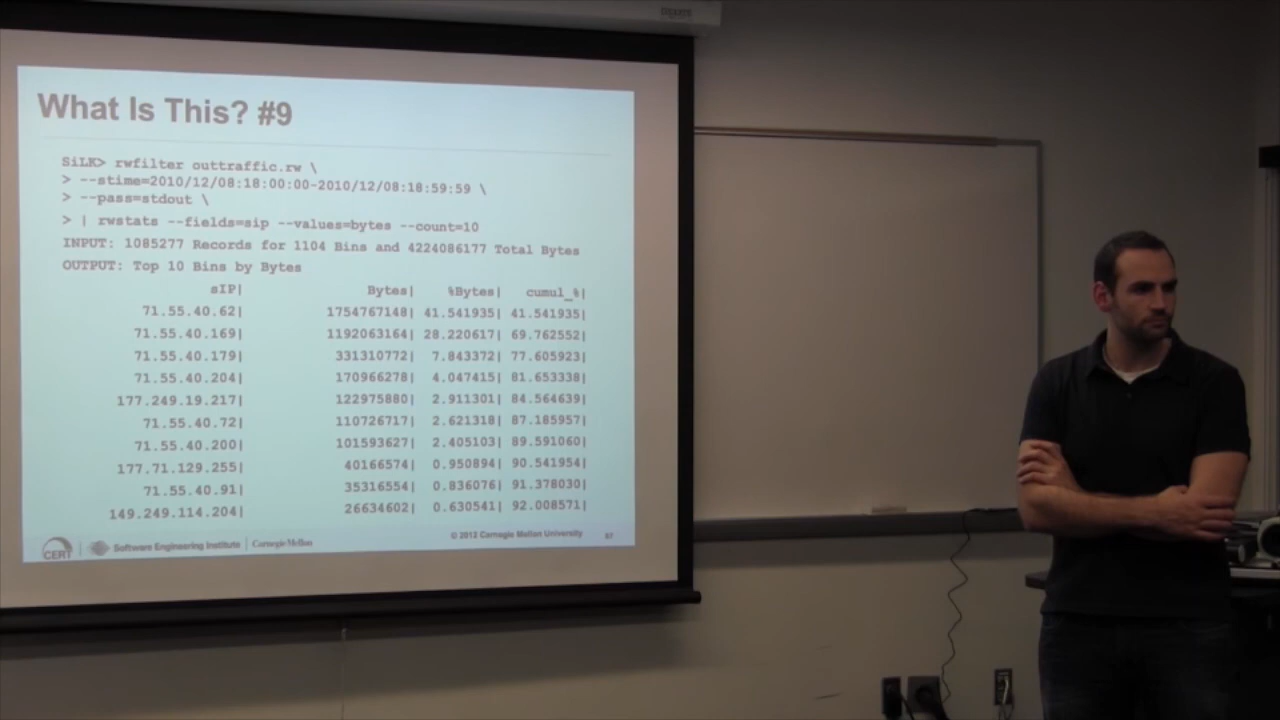 What Is This? #9
SiLK> rwfilter outtraffic.rw \
> --stime=2010/12/08:18:00:00-2010/12/08:18:59:59 \
> --pass=stdout \
> | rwstats --fields=sip --values=bytes --count=10
INPUT: 1085277 Records for 1104 Bins and 4224086177 Total Bytes
OUTPUT: Top 10 Bins by Bytes
sIP| Bytes| %Bytes| cumul_%|
71.55.40.62| 1754767148| 41.541935| 41.541935|
71.55.40.169| 1192063164| 28.220617| 69.762552|
71.55.40.179| 331310772| 7.843372| 77.605923|
71.55.40.204| 170966278| 4.047415| 81.653338|
177.249.19.217| 122975880| 2.911301| 84.564639|
71.55.40.72| 110726717| 2.621318| 87.185957|
71.55.40.200| 101593627| 2.405103| 89.591060|
177.71.129.255| 40166574| 0.950894| 90.541954|
71.55.40.91| 35316554| 0.836076| 91.378030|
149.249.114.204| 26634602| 0.630541| 92.008571|
CERT | Software Engineering Institute | Carnegie Mellon
© 2012 Carnegie Mellon University